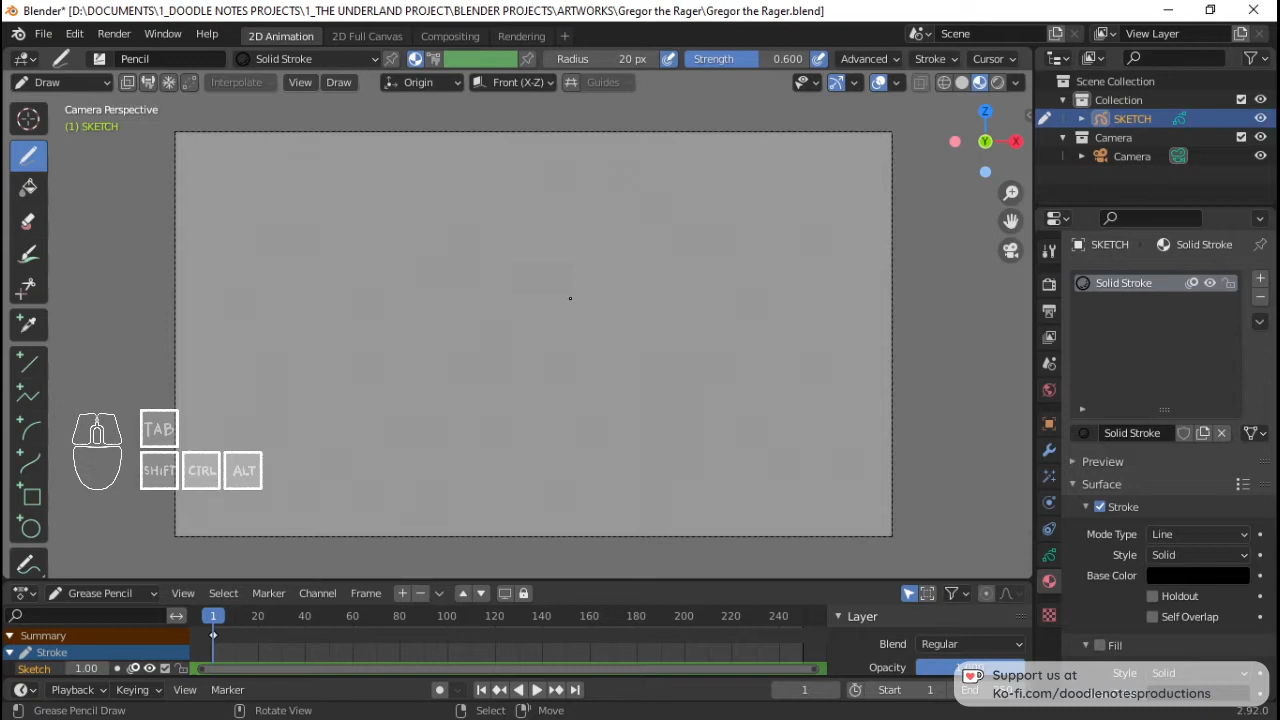 Blender* [D:\DOCUMENTS\1_DOODLE NOTES PROJECTS\1_THE UNDERLAND PROJECT\BLENDER PROJECTS\ARTWORKS\Gregor the Rager\Gregor the Rager.blend]
File Edit Render Window Help 2D Animation 2D Full Canvas Compositing Rendering Scene View Layer
Pencil Solid Stroke Radius 20 px Strength 0.600 Advanced Stroke Cursor
Draw Interpolate View Draw Origin Front (X-Z) Guides
Scene Collection
Collection
SKETCH
Camera
Camera
Camera Perspective
(1) SKETCH
Z
Y
X
SKETCH Solid Stroke
Solid Stroke
TAB
SHiFT CTRL ALT
Solid Stroke
Preview
Surface
Stroke
Mode Type Line
Style Solid
Base Color
Holdout
Self Overlap
Fill
Style Solid
Grease Pencil View Select Marker Channel Frame
1 20 40 60 80 100 120 140 160 180 200 220 240
Summary
Stroke
Sketch 1.00
Layer
Blend Regular
Opacity
Playback Keying View Marker 1 Start 1 End
Support us at
Ko-fi.com/doodlenotesproductions
Grease Pencil Draw Rotate View Select Move 2.92.0